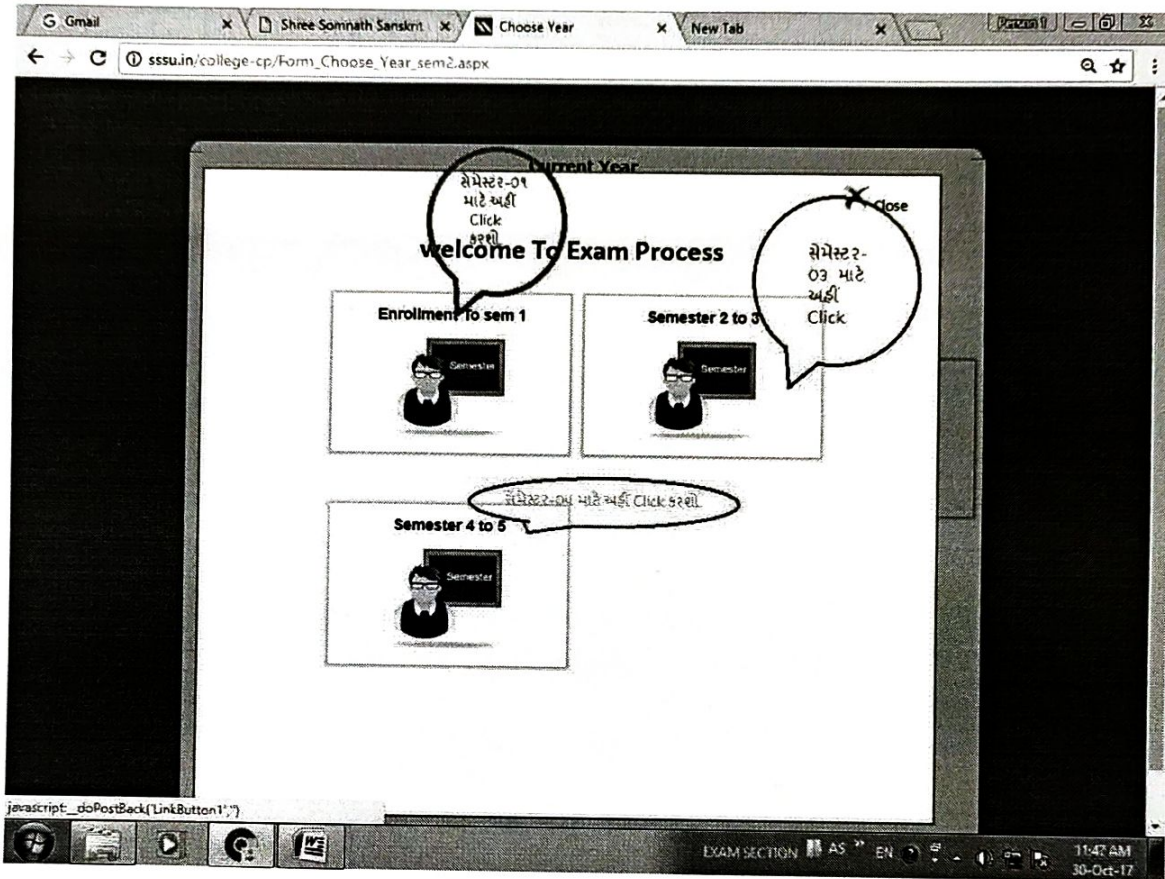 G Gmail
Shree Somnath Sanskrit
Choose Year
New Tab
Person 1
sssu.in/college-cp/Form_Choose_Year_sem2.aspx
Current Year
સેમેસ્ટર-૦૧
માટે અહીં
Click
કરશો
Close
welcome To Exam Process
સેમેસ્ટર-
૦૩ માટે
અહીં
Click
Enrollment To sem 1
Semester 2 to 3
Semester
Semester
સેમેસ્ટર-૦૫ માટે અહીં Click કરશો
Semester 4 to 5
Semester
javascript:__doPostBack('LinkButton1','')
EXAM SECTION
AS
EN
11:47 AM
30-Oct-17